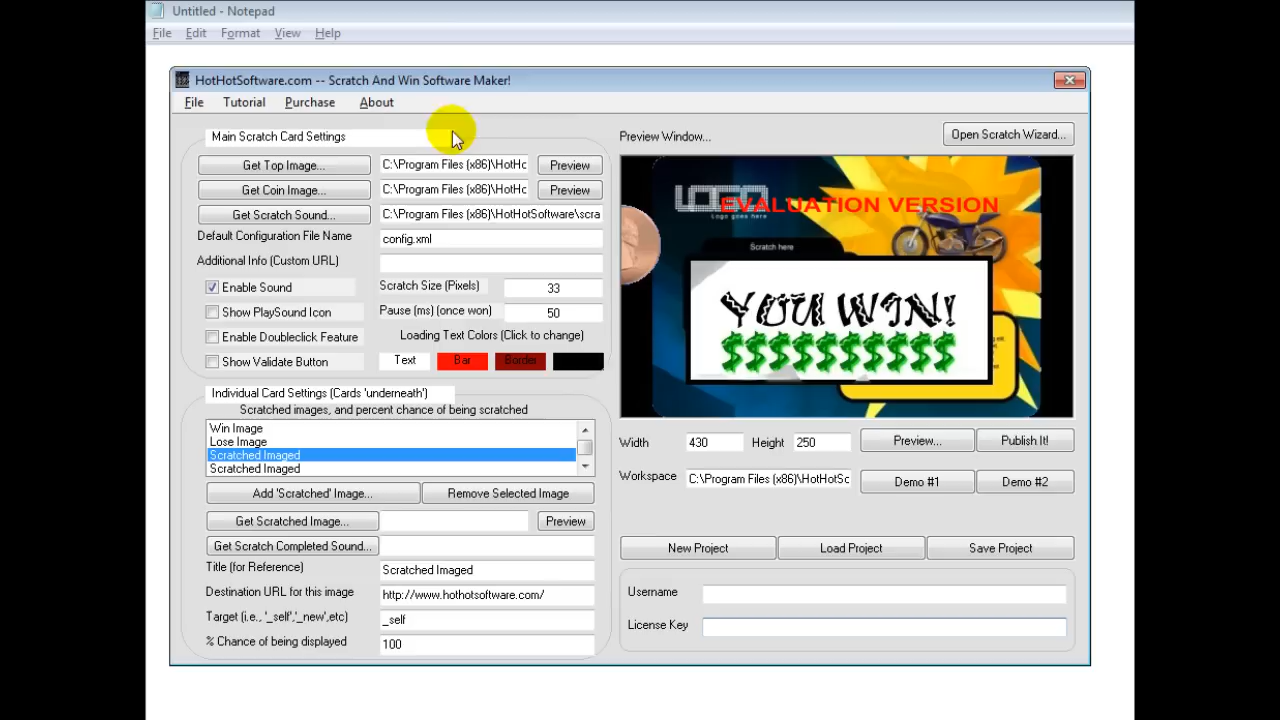 Untitled - Notepad
File Edit Format View Help
HotHotSoftware.com -- Scratch And Win Software Maker!
File Tutorial Purchase About
Main Scratch Card Settings
Get Top Image... C:\Program Files (x86)\HotHc Preview
Get Coin Image... C:\Program Files (x86)\HotHc Preview
Get Scratch Sound... C:\Program Files (x86)\HotHotSoftware\scra
Default Configuration File Name config.xml
Additional Info (Custom URL)
Enable Sound Scratch Size (Pixels) 33
Show PlaySound Icon Pause (ms) (once won) 50
Enable Doubleclick Feature Loading Text Colors (Click to change)
Show Validate Button Text Bar Border
Individual Card Settings (Cards 'underneath')
Scratched images, and percent chance of being scratched
Win Image
Lose Image
Scratched Imaged
Scratched Imaged
Add 'Scratched' Image... Remove Selected Image
Get Scratched Image... Preview
Get Scratch Completed Sound...
Title (for Reference) Scratched Imaged
Destination URL for this image http://www.hothotsoftware.com/
Target (i.e., '_self','_new',etc) _self
% Chance of being displayed 100
Preview Window... Open Scratch Wizard...
LOGO
Logo goes here
EVALUATION VERSION
Scratch here
YOU WIN!
$$$$$$$$$$
Width 430 Height 250 Preview... Publish It!
Workspace C:\Program Files (x86)\HotHotSc Demo #1 Demo #2
New Project Load Project Save Project
Username
License Key